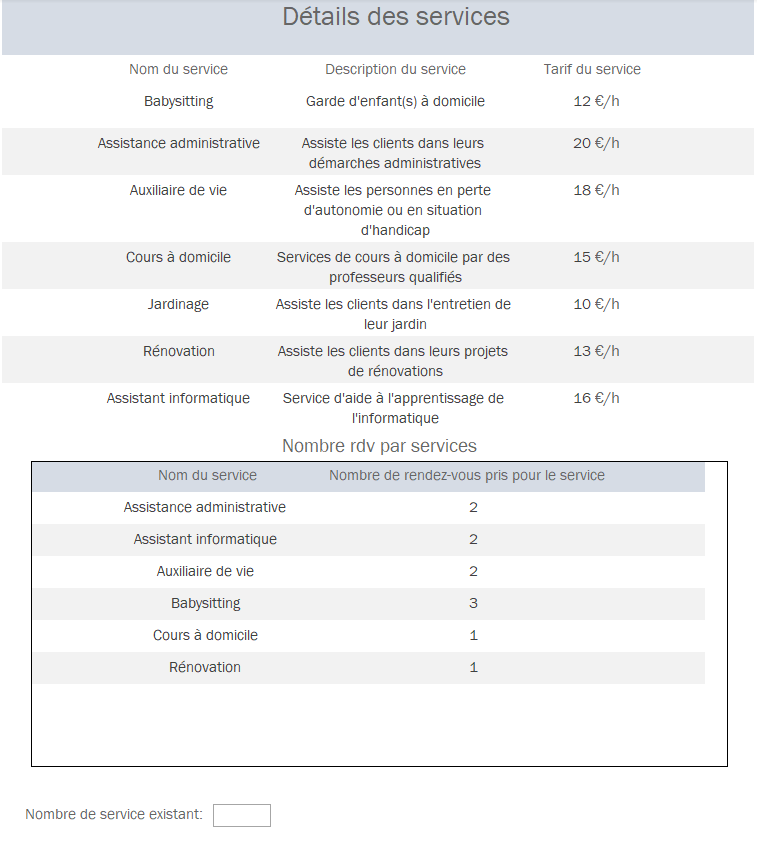 Détails des services
Nom du service Description du service Tarif du service
Babysitting Garde d'enfant(s) à domicile 12 €/h
Assistance administrative Assiste les clients dans leurs 20 €/h
démarches administratives
Auxiliaire de vie Assiste les personnes en perte 18 €/h
d'autonomie ou en situation
d'handicap
Cours à domicile Services de cours à domicile par des 15 €/h
professeurs qualifiés
Jardinage Assiste les clients dans l'entretien de 10 €/h
leur jardin
Rénovation Assiste les clients dans leurs projets 13 €/h
de rénovations
Assistant informatique Service d'aide à l'apprentissage de 16 €/h
l'informatique
Nombre rdv par services
Nom du service Nombre de rendez-vous pris pour le service
Assistance administrative 2
Assistant informatique 2
Auxiliaire de vie 2
Babysitting 3
Cours à domicile 1
Rénovation 1
Nombre de service existant: